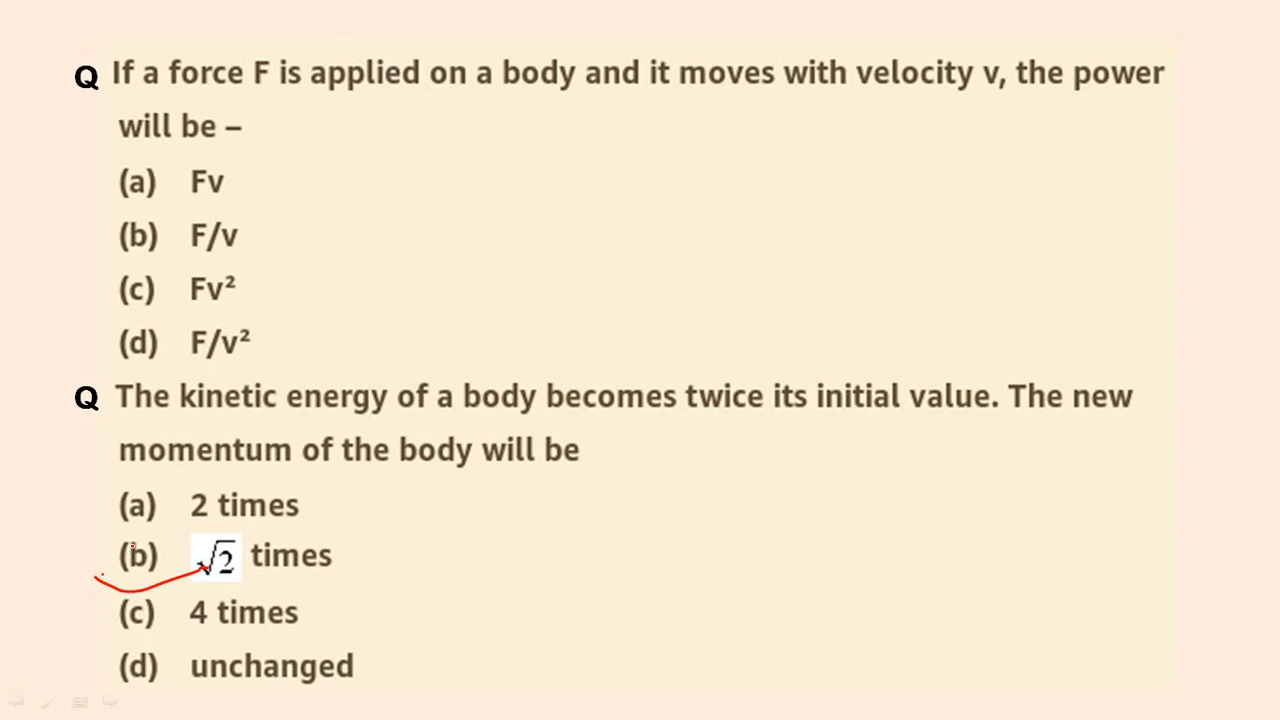 Q If a force F is applied on a body and it moves with velocity v, the power
will be –
(a) Fv
(b) F/v
(c) Fv²
(d) F/v²
Q The kinetic energy of a body becomes twice its initial value. The new
momentum of the body will be
(a) 2 times
(b) √2 times
(c) 4 times
(d) unchanged